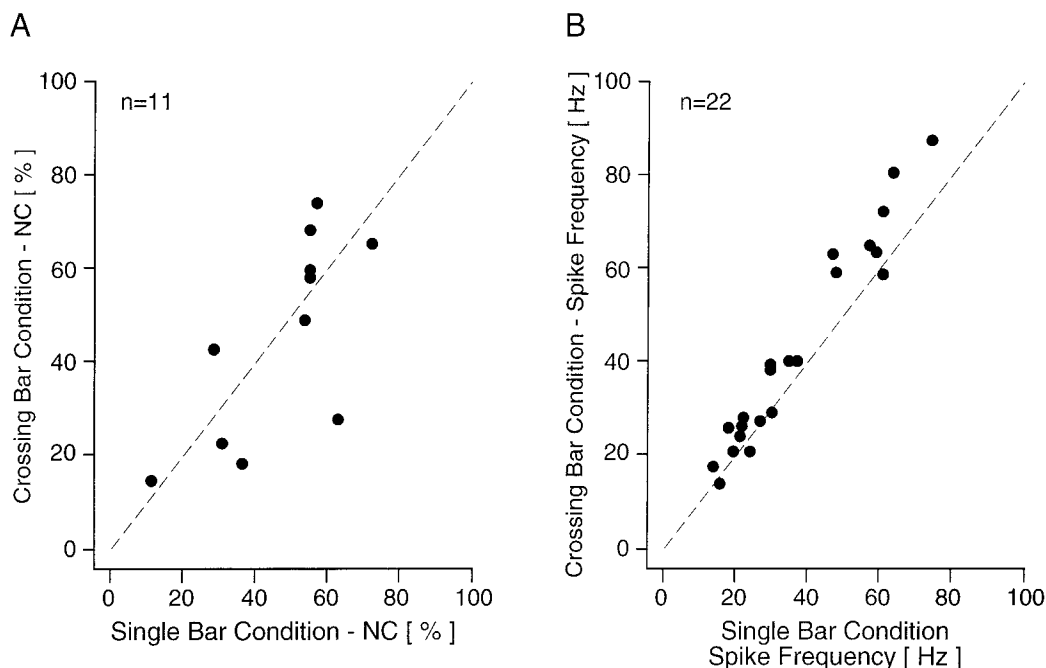 A
Crossing Bar Condition - NC [ % ]
n=11
100
80
60
40
20
0
0 20 40 60 80 100
Single Bar Condition - NC [ % ]
B
Crossing Bar Condition - Spike Frequency [ Hz ]
n=22
100
80
60
40
20
0
0 20 40 60 80 100
Single Bar Condition
Spike Frequency [ Hz ]